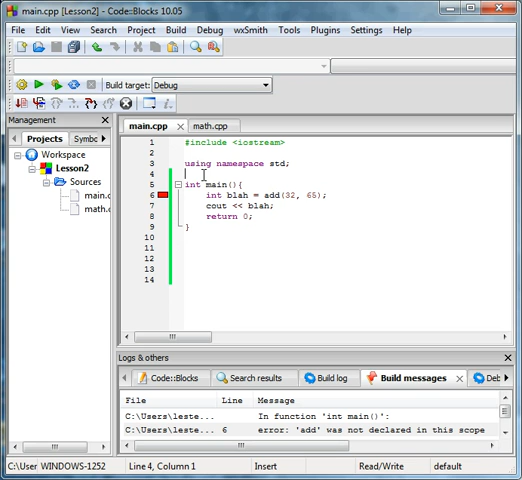 main.cpp [Lesson2] - Code::Blocks 10.05
File Edit View Search Project Build Debug wxSmith Tools Plugins Settings Help
Build target: Debug
Management
Projects Symbc
Workspace
Lesson2
Sources
main.c
math.c
main.cpp math.cpp
1 #include <iostream>
2
3 using namespace std;
4
5 int main(){
6 int blah = add(32, 65);
7 cout << blah;
8 return 0;
9 }
10
11
12
13
14
Logs & others
Code::Blocks Search results Build log Build messages Deb
File Line Message
C:\Users\leste... In function 'int main()':
C:\Users\leste... 6 error: 'add' was not declared in this scope
C:\User WINDOWS-1252 Line 4, Column 1 Insert Read/Write default